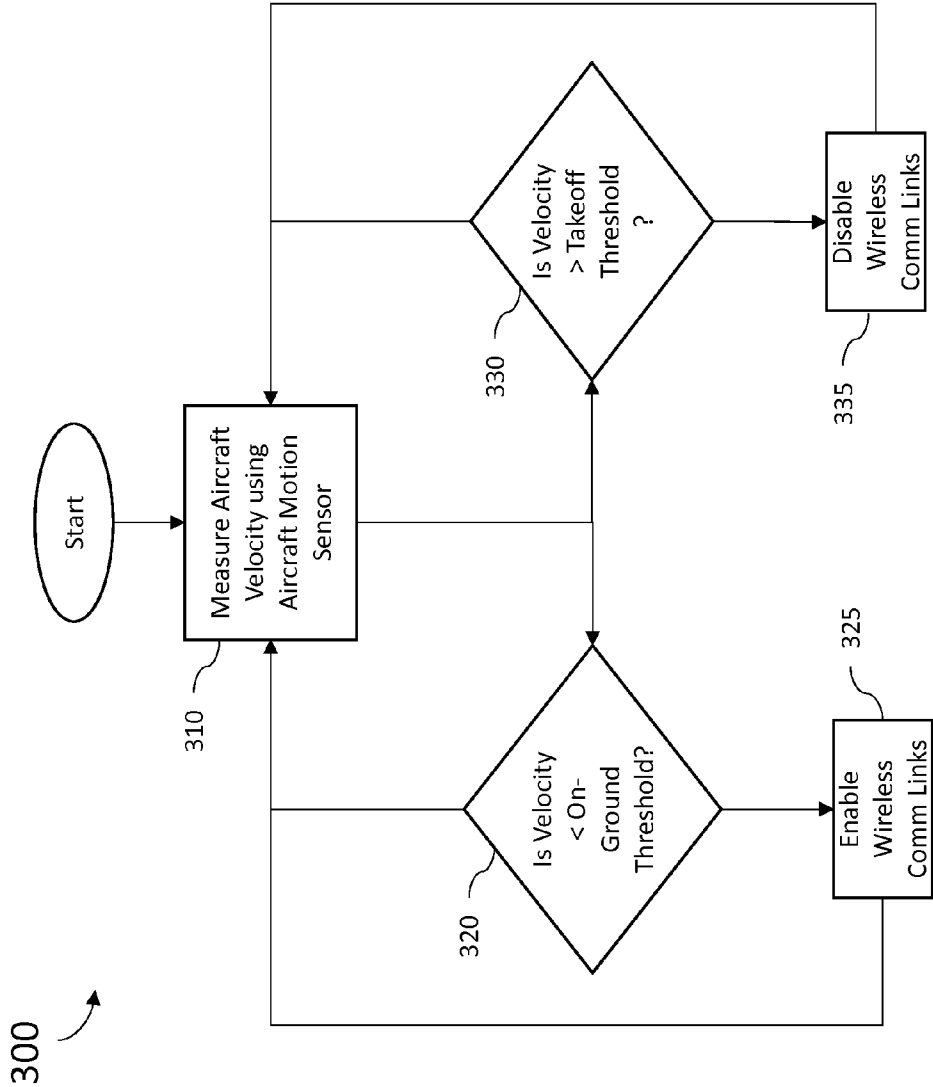 300
Start
310
Measure Aircraft
Velocity using
Aircraft Motion
Sensor
320
Is Velocity
< On-
Ground
Threshold?
330
Is Velocity
> Takeoff
Threshold
?
325
Enable
Wireless
Comm Links
335
Disable
Wireless
Comm Links